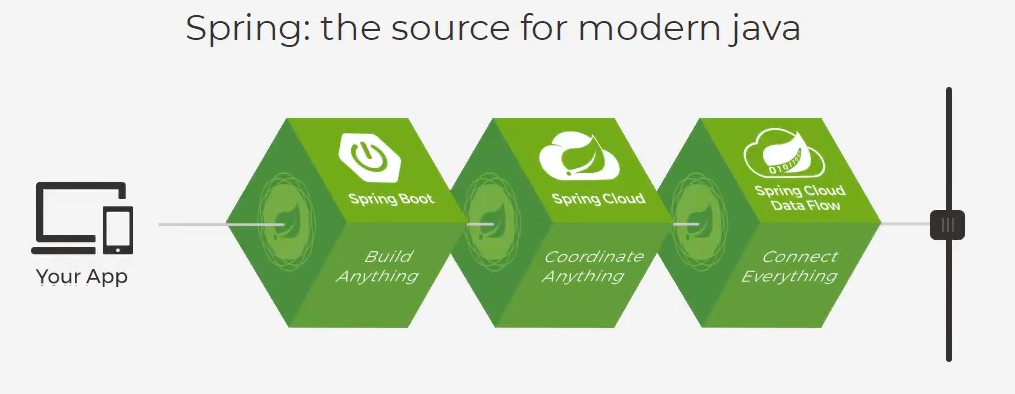 Spring: the source for modern java
Spring Boot
Build
Anything
Spring Cloud
Coordinate
Anything
Spring Cloud
Data Flow
Connect
Everything
Your App